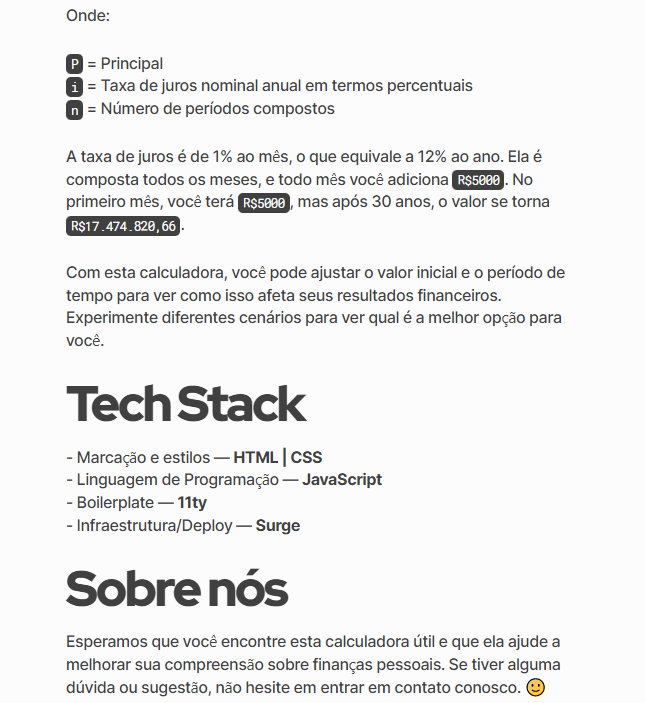 Onde:
P = Principal
i = Taxa de juros nominal anual em termos percentuais
n = Número de períodos compostos
A taxa de juros é de 1% ao mês, o que equivale a 12% ao ano. Ela é
composta todos os meses, e todo mês você adiciona R$5000. No
primeiro mês, você terá R$5000, mas após 30 anos, o valor se torna
R$17.474.820,66.
Com esta calculadora, você pode ajustar o valor inicial e o período de
tempo para ver como isso afeta seus resultados financeiros.
Experimente diferentes cenários para ver qual é a melhor opção para
você.
Tech Stack
- Marcação e estilos — HTML | CSS
- Linguagem de Programação — JavaScript
- Boilerplate — 11ty
- Infraestrutura/Deploy — Surge
Sobre nós
Esperamos que você encontre esta calculadora útil e que ela ajude a
melhorar sua compreensão sobre finanças pessoais. Se tiver alguma
dúvida ou sugestão, não hesite em entrar em contato conosco. 🙂